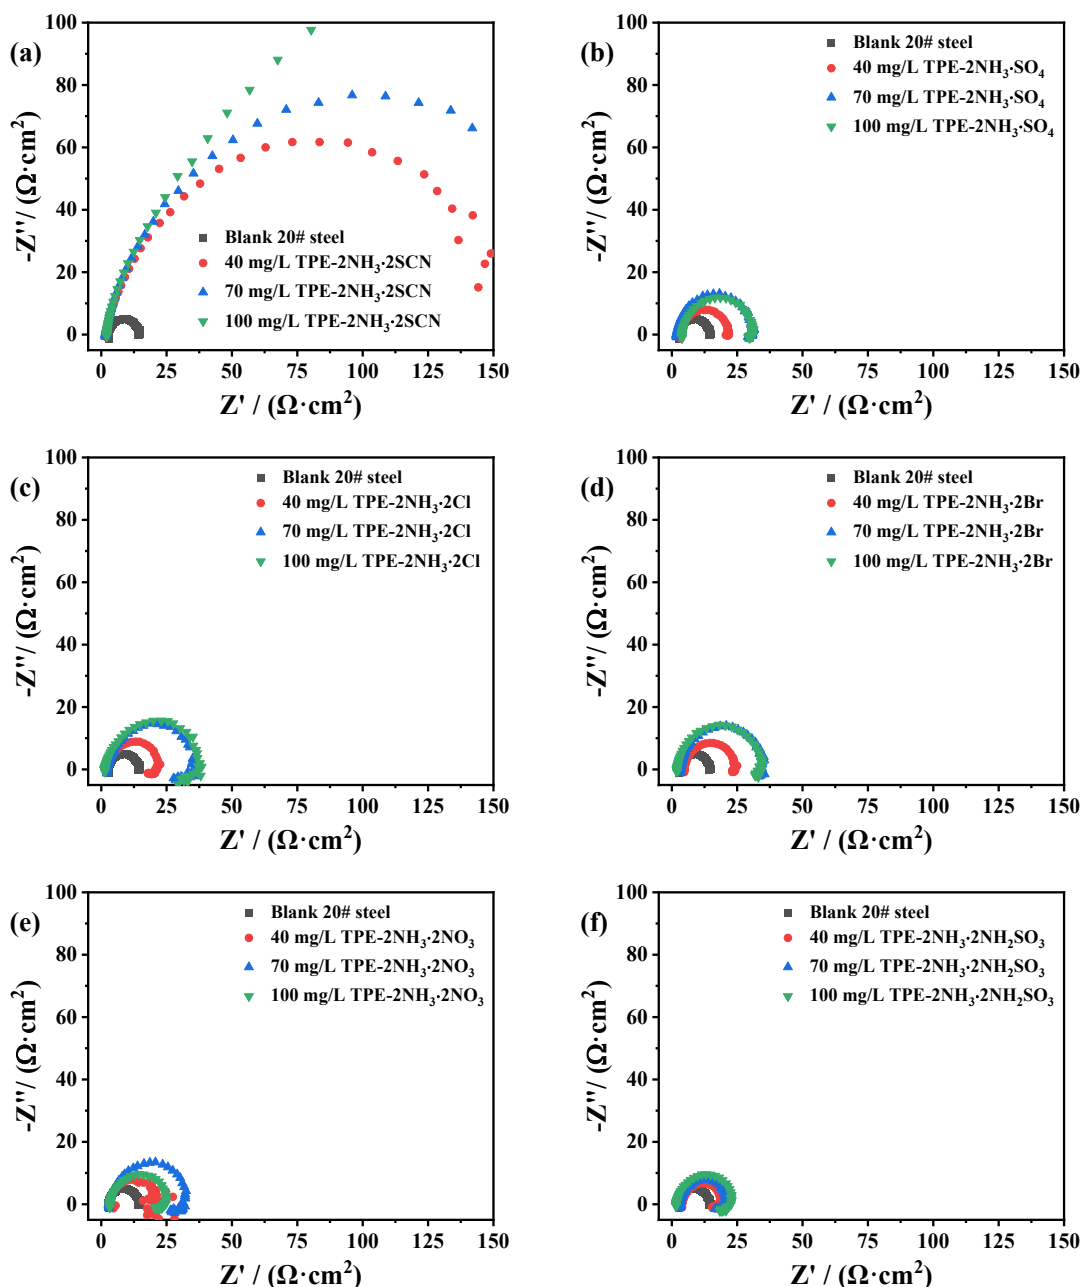 (a)
100
80
60
40
20
0
-Z''/ (Ω·cm²)
Blank 20# steel
40 mg/L TPE-2NH₃·2SCN
70 mg/L TPE-2NH₃·2SCN
100 mg/L TPE-2NH₃·2SCN
0 25 50 75 100 125 150
Z' / (Ω·cm²)
(b)
100
80
60
40
20
0
-Z''/ (Ω·cm²)
Blank 20# steel
40 mg/L TPE-2NH₃·SO₄
70 mg/L TPE-2NH₃·SO₄
100 mg/L TPE-2NH₃·SO₄
0 25 50 75 100 125 150
Z' / (Ω·cm²)
(c)
100
80
60
40
20
0
-Z''/ (Ω·cm²)
Blank 20# steel
40 mg/L TPE-2NH₃·2Cl
70 mg/L TPE-2NH₃·2Cl
100 mg/L TPE-2NH₃·2Cl
0 25 50 75 100 125 150
Z' / (Ω·cm²)
(d)
100
80
60
40
20
0
-Z''/ (Ω·cm²)
Blank 20# steel
40 mg/L TPE-2NH₃·2Br
70 mg/L TPE-2NH₃·2Br
100 mg/L TPE-2NH₃·2Br
0 25 50 75 100 125 150
Z' / (Ω·cm²)
(e)
100
80
60
40
20
0
-Z''/ (Ω·cm²)
Blank 20# steel
40 mg/L TPE-2NH₃·2NO₃
70 mg/L TPE-2NH₃·2NO₃
100 mg/L TPE-2NH₃·2NO₃
0 25 50 75 100 125 150
Z' / (Ω·cm²)
(f)
100
80
60
40
20
0
-Z''/ (Ω·cm²)
Blank 20# steel
40 mg/L TPE-2NH₃·2NH₂SO₃
70 mg/L TPE-2NH₃·2NH₂SO₃
100 mg/L TPE-2NH₃·2NH₂SO₃
0 25 50 75 100 125 150
Z' / (Ω·cm²)